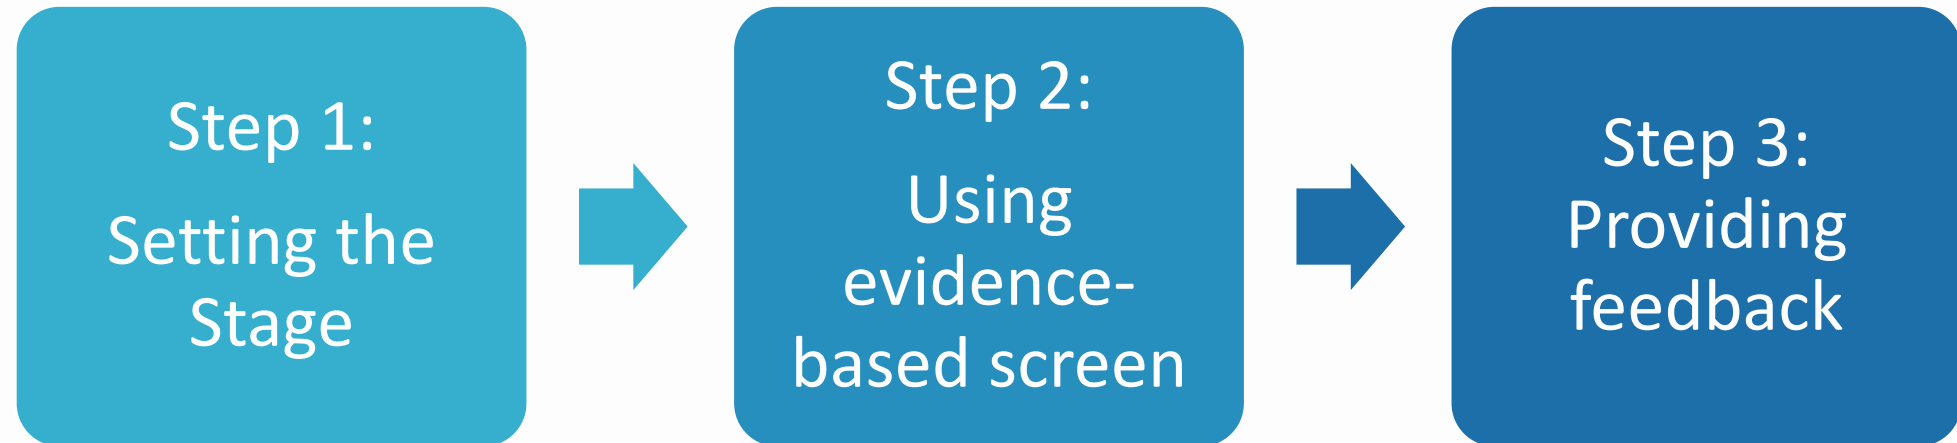 Step 1:
Setting the
Stage
Step 2:
Using
evidence-
based screen
Step 3:
Providing
feedback